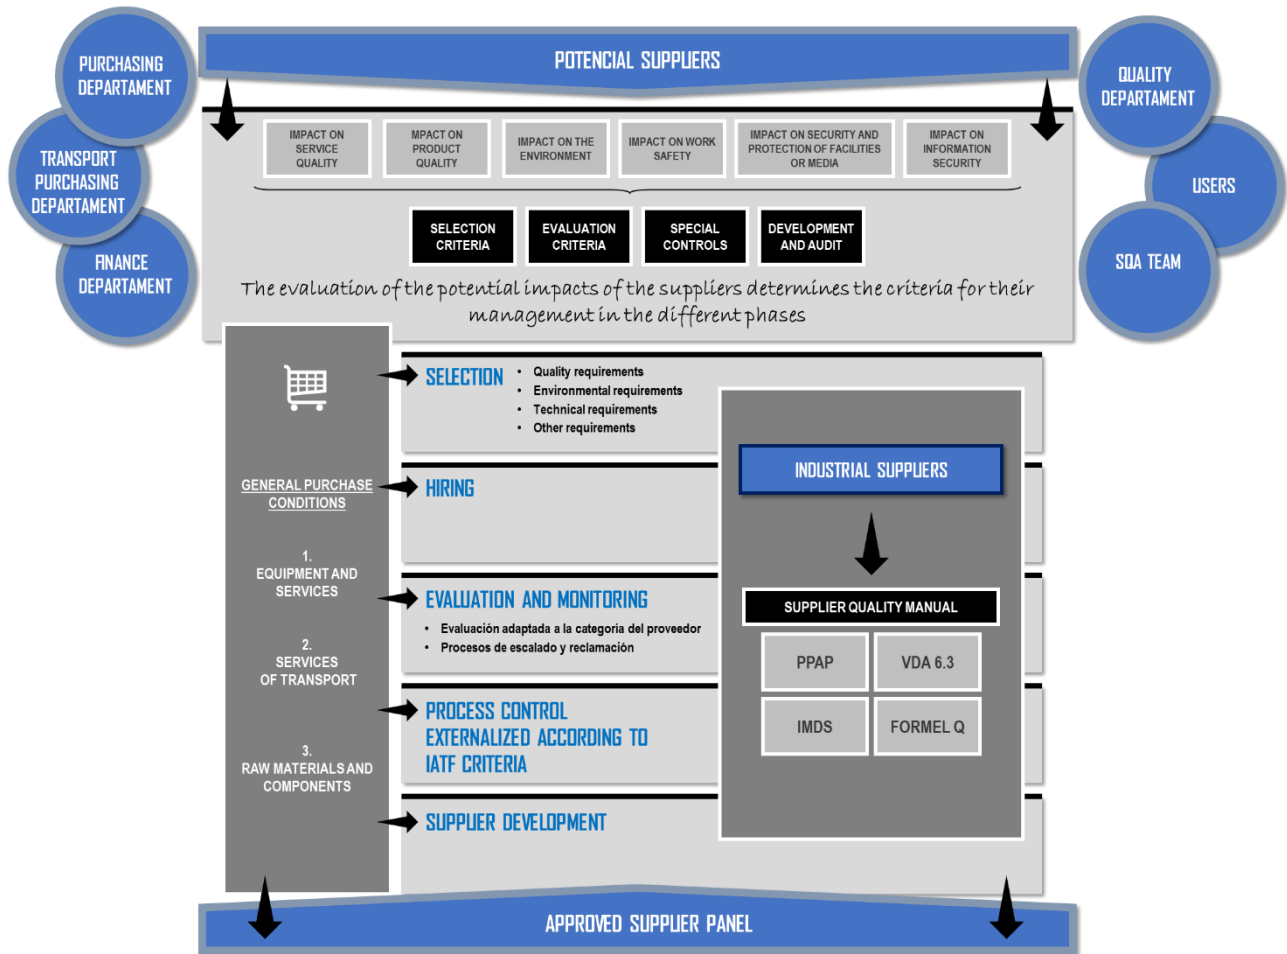 POTENCIAL SUPPLIERS
PURCHASING
DEPARTAMENT
TRANSPORT
PURCHASING
DEPARTAMENT
FINANCE
DEPARTAMENT
QUALITY
DEPARTAMENT
USERS
SQA TEAM
IMPACT ON
SERVICE
QUALITY
MPACT ON
PRODUCT
QUALITY
IMPACT ON THE
ENVIRONMENT
IMPACT ON WORK
SAFETY
IMPACT ON SECURITY AND
PROTECTION OF FACILITIES
OR MEDIA
IMPACT ON
INFORMATION
SECURITY
SELECTION
CRITERIA
EVALUATION
CRITERIA
SPECIAL
CONTROLS
DEVELOPMENT
AND AUDIT
The evaluation of the potential impacts of the suppliers determines the criteria for their
management in the different phases
GENERAL PURCHASE
CONDITIONS
1.
EQUIPMENT AND
SERVICES
2.
SERVICES
OF TRANSPORT
3.
RAW MATERIALS AND
COMPONENTS
SELECTION
• Quality requirements
• Environmental requirements
• Technical requirements
• Other requirements
HIRING
EVALUATION AND MONITORING
• Evaluación adaptada a la categoría del proveedor
• Procesos de escalado y reclamación
PROCESS CONTROL
EXTERNALIZED ACCORDING TO
IATF CRITERIA
SUPPLIER DEVELOPMENT
INDUSTRIAL SUPPLIERS
SUPPLIER QUALITY MANUAL
PPAP
VDA 6.3
IMDS
FORMEL Q
APPROVED SUPPLIER PANEL